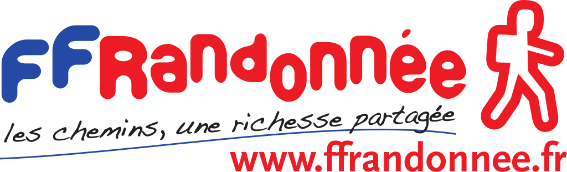 FFRandonnée
les chemins, une richesse partagée
www.ffrandonnee.fr